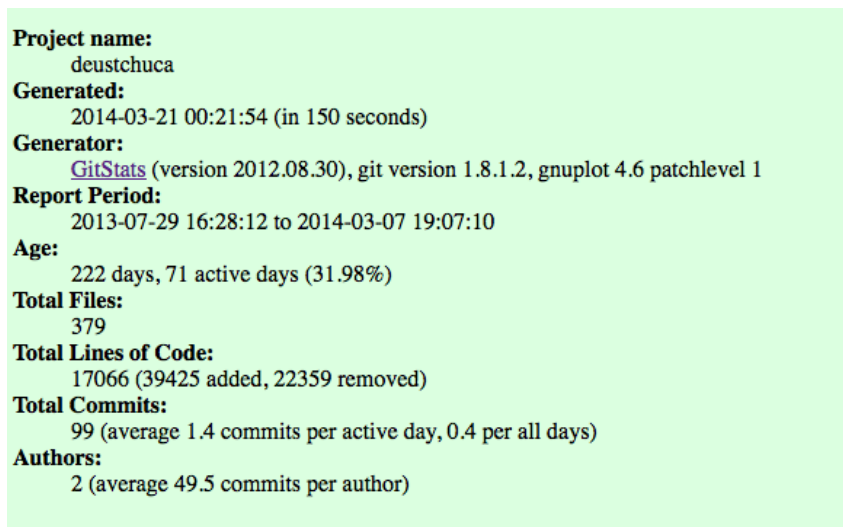 Project name:
deustchuca
Generated:
2014-03-21 00:21:54 (in 150 seconds)
Generator:
GitStats (version 2012.08.30), git version 1.8.1.2, gnuplot 4.6 patchlevel 1
Report Period:
2013-07-29 16:28:12 to 2014-03-07 19:07:10
Age:
222 days, 71 active days (31.98%)
Total Files:
379
Total Lines of Code:
17066 (39425 added, 22359 removed)
Total Commits:
99 (average 1.4 commits per active day, 0.4 per all days)
Authors:
2 (average 49.5 commits per author)